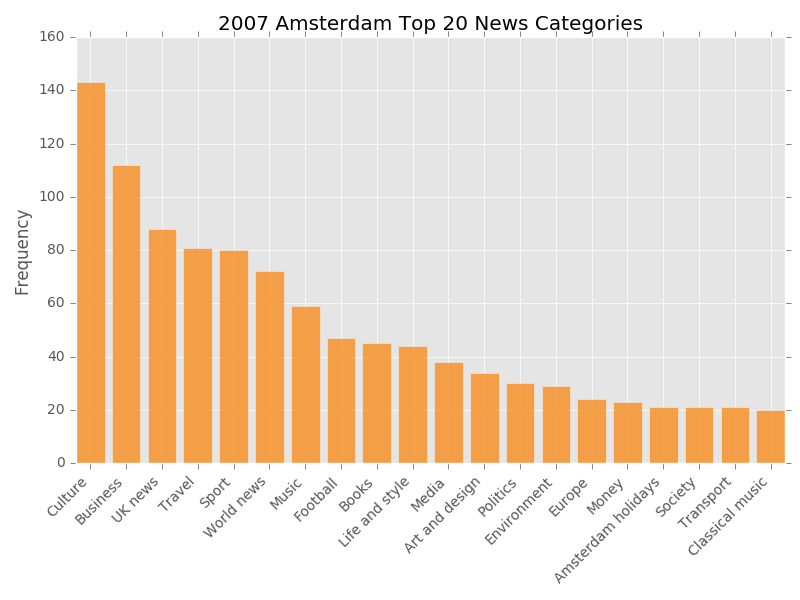 2007 Amsterdam Top 20 News Categories
160
140
120
100
80
60
40
20
0
Frequency
Culture
Business
UK news
Travel
Sport
World news
Music
Football
Books
Life and style
Media
Art and design
Politics
Environment
Europe
Money
Amsterdam holidays
Society
Transport
Classical music